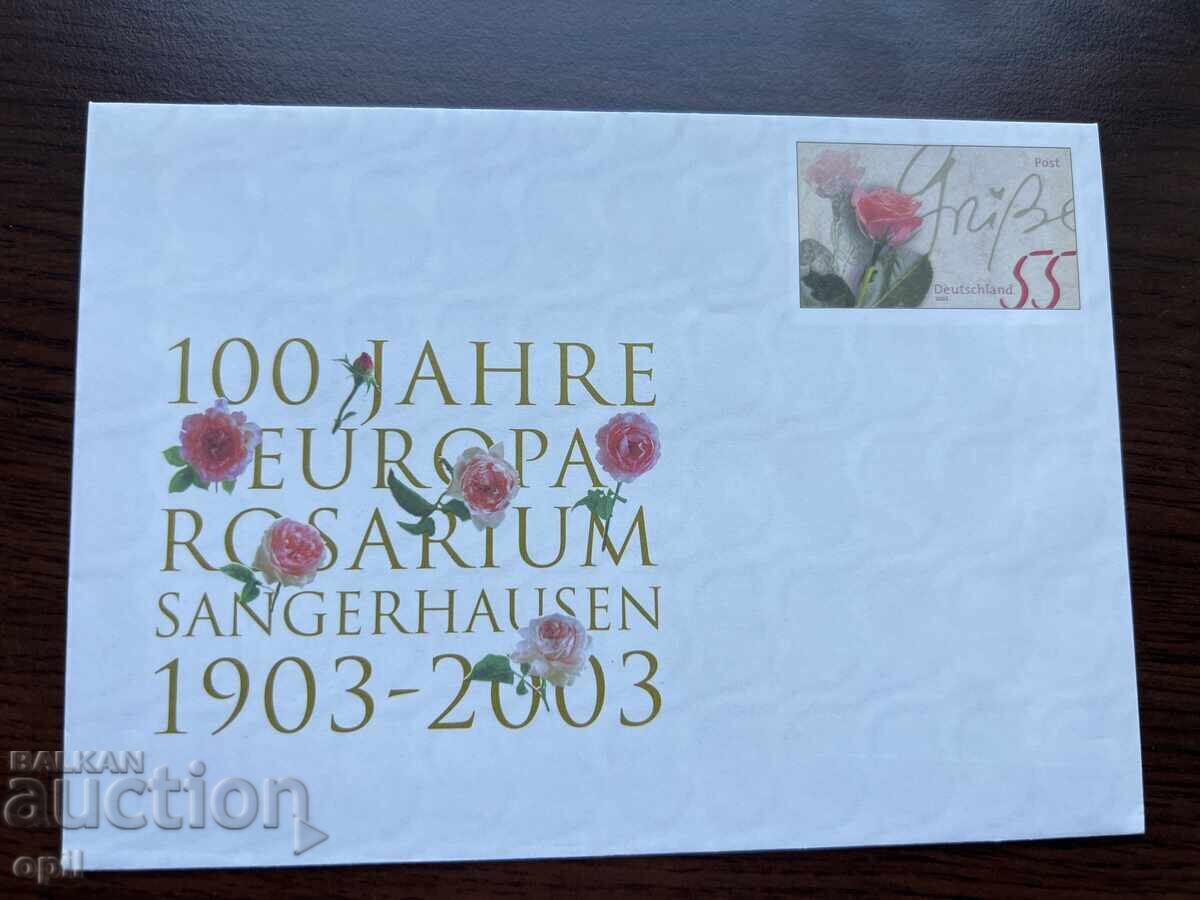 Post
Grüße
Deutschland 55
100 JAHRE
EUROPA
ROSARIUM
SANGERHAUSEN
1903-2003
BALKAN
auction
opil